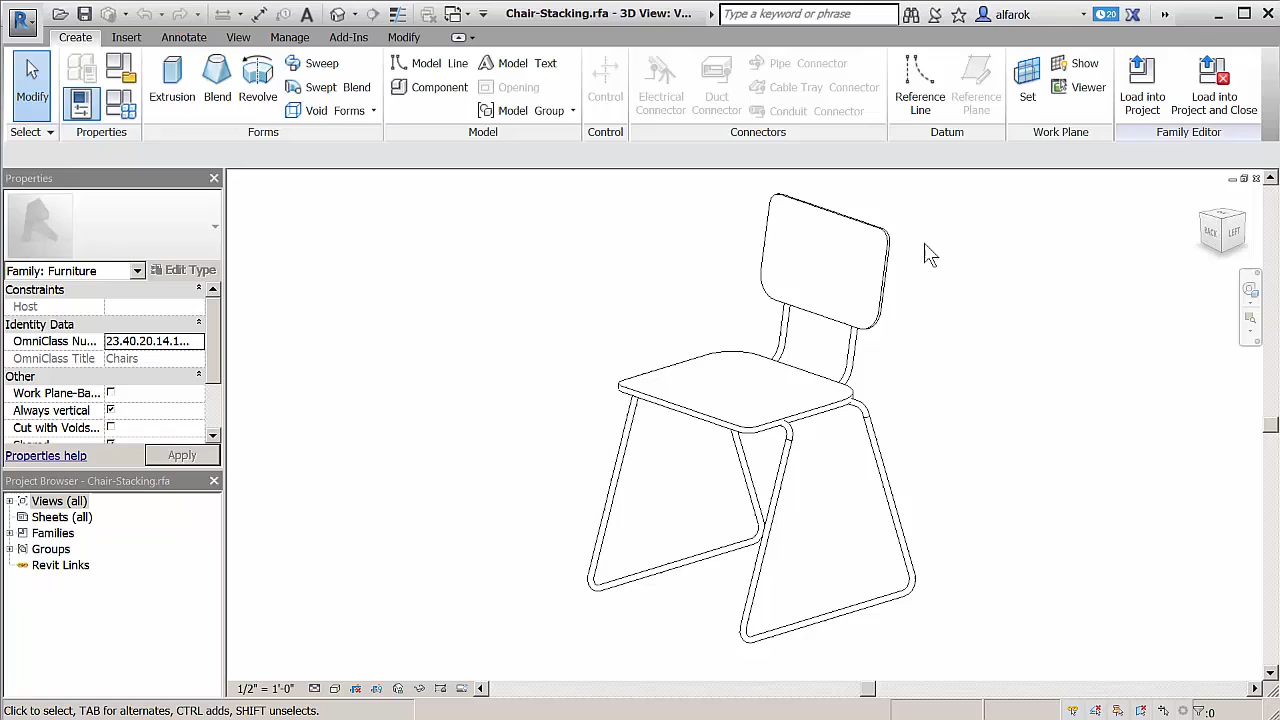 Chair-Stacking.rfa - 3D View: V...
Type a keyword or phrase
alfarok
20
Create
Insert
Annotate
View
Manage
Add-Ins
Modify
Modify
Select
Properties
Extrusion
Blend
Revolve
Sweep
Swept Blend
Void Forms
Forms
Model Line
Component
Model Text
Opening
Model Group
Model
Control
Control
Electrical Connector
Duct Connector
Pipe Connector
Cable Tray Connector
Conduit Connector
Connectors
Reference Line
Reference Plane
Datum
Set
Show
Viewer
Work Plane
Load into Project
Load into Project and Close
Family Editor
Properties
Family: Furniture
Edit Type
Constraints
Host
Identity Data
OmniClass Nu...
23.40.20.14.1...
OmniClass Title
Chairs
Other
Work Plane-Ba...
Always vertical
Cut with Voids...
Properties help
Apply
Project Browser - Chair-Stacking.rfa
Views (all)
Sheets (all)
Families
Groups
Revit Links
BACK
LEFT
1/2" = 1'-0"
Click to select, TAB for alternates, CTRL adds, SHIFT unselects.
:0